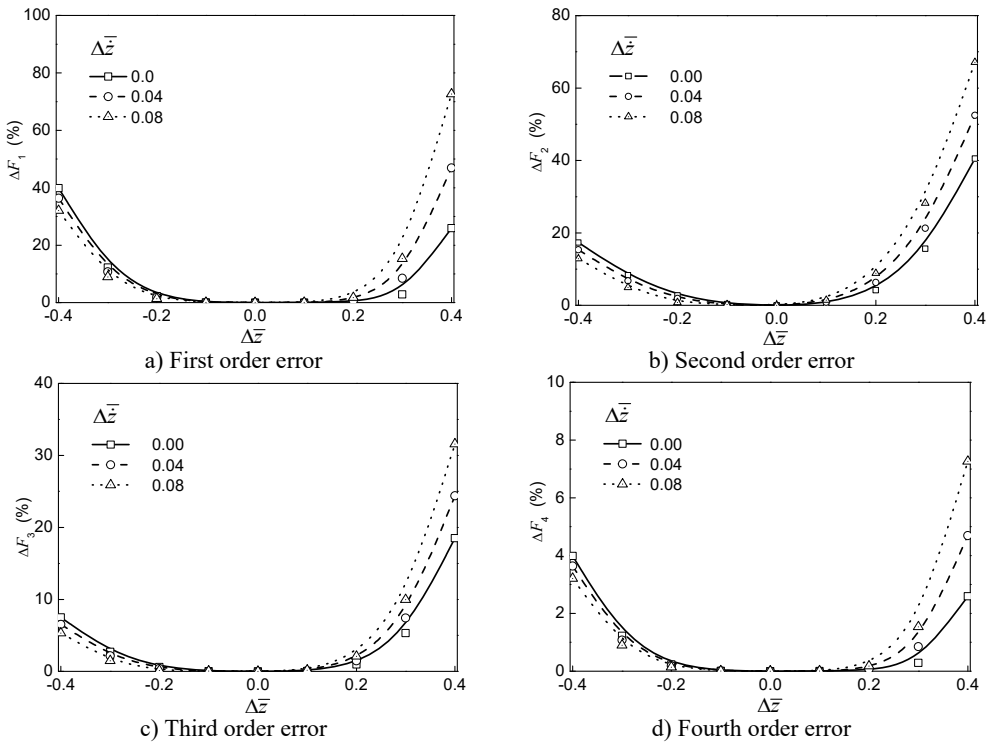 100
80
60
40
20
0
ΔF₁ (%)
Δz̅̇
0.0
0.04
0.08
-0.4 -0.2 0.0 0.2 0.4
Δz̅
a) First order error
80
60
40
20
0
ΔF₂ (%)
Δz̅̇
0.00
0.04
0.08
-0.4 -0.2 0.0 0.2 0.4
Δz̅
b) Second order error
40
30
20
10
0
ΔF₃ (%)
Δz̅̇
0.00
0.04
0.08
-0.4 -0.2 0.0 0.2 0.4
Δz̅
c) Third order error
10
8
6
4
2
0
ΔF₄ (%)
Δz̅̇
0.00
0.04
0.08
-0.4 -0.2 0.0 0.2 0.4
Δz̅
d) Fourth order error